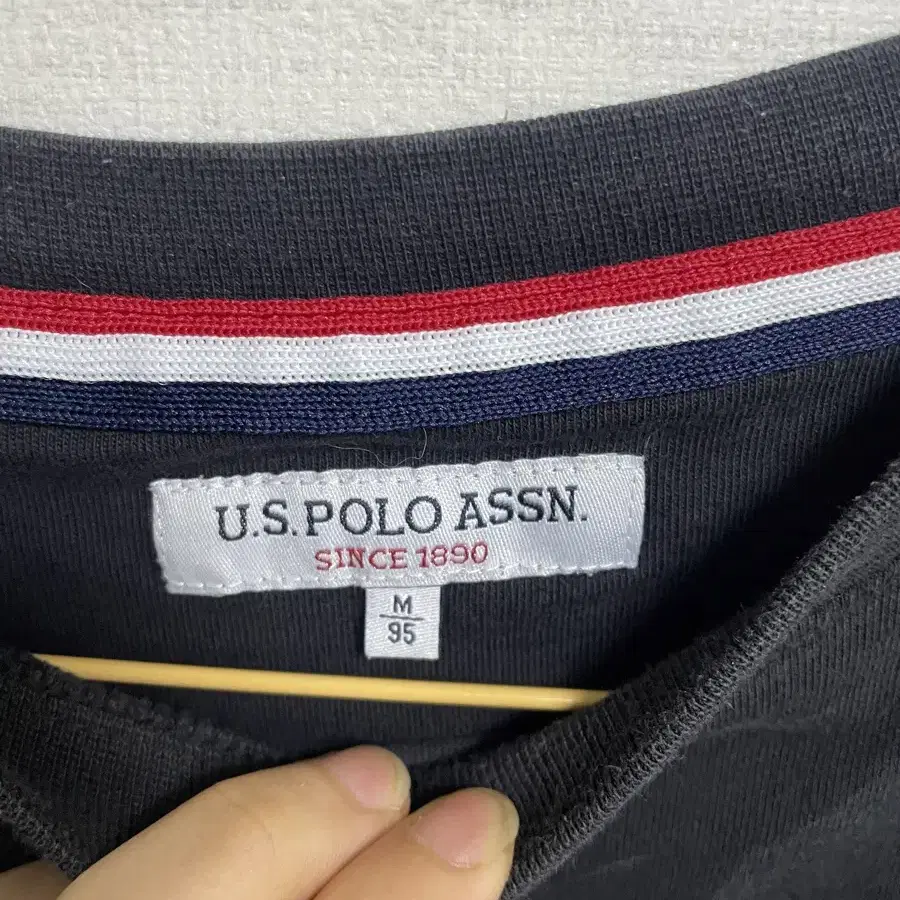 U.S. POLO ASSN.
SINCE 1890
M
95